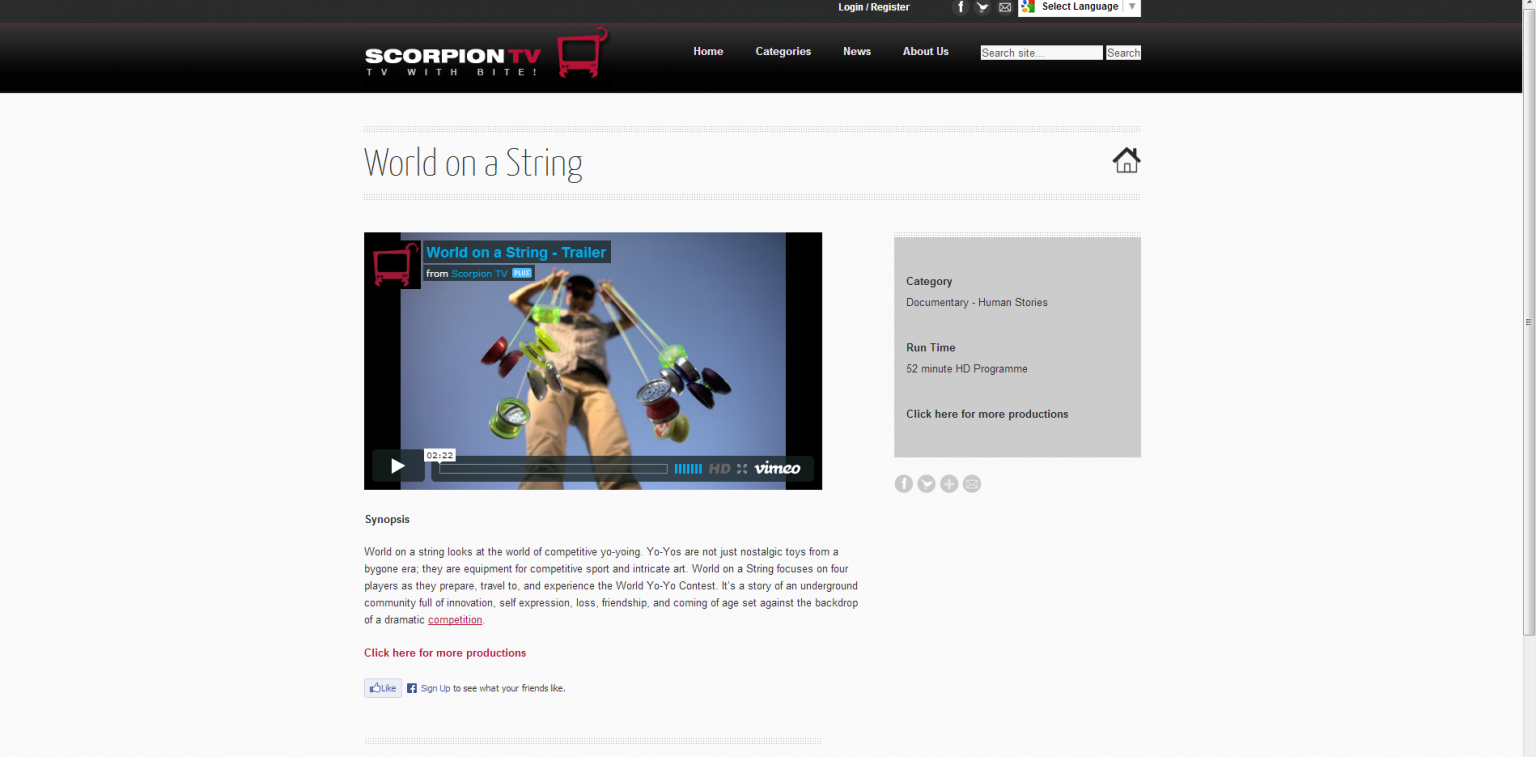 Login / Register
f
Select Language ▼
SCORPION TV
TV WITH BITE!
Home
Categories
News
About Us
Search site...
Search
World on a String
World on a String - Trailer
from Scorpion TV PLUS
02:22
HD
vimeo
Category
Documentary - Human Stories
Run Time
52 minute HD Programme
Click here for more productions
f
Synopsis
World on a string looks at the world of competitive yo-yoing. Yo-Yos are not just nostalgic toys from a
bygone era; they are equipment for competitive sport and intricate art. World on a String focuses on four
players as they prepare, travel to, and experience the World Yo-Yo Contest. It's a story of an underground
community full of innovation, self expression, loss, friendship, and coming of age set against the backdrop
of a dramatic competition.
Click here for more productions
Like
f Sign Up to see what your friends like.